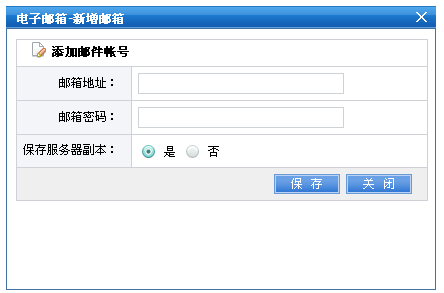 电子邮箱-新增邮箱
添加邮件帐号
邮箱地址：
邮箱密码：
保存服务器副本： 是 否
保 存 关 闭